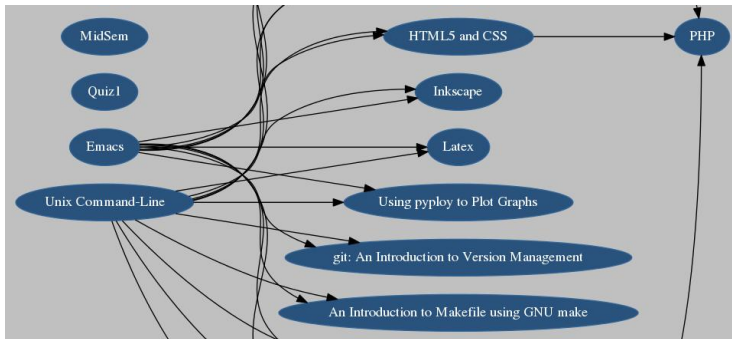 MidSem
HTML5 and CSS
PHP
Quiz1
Inkscape
Emacs
Latex
Unix Command-Line
Using pyploy to Plot Graphs
git: An Introduction to Version Management
An Introduction to Makefile using GNU make